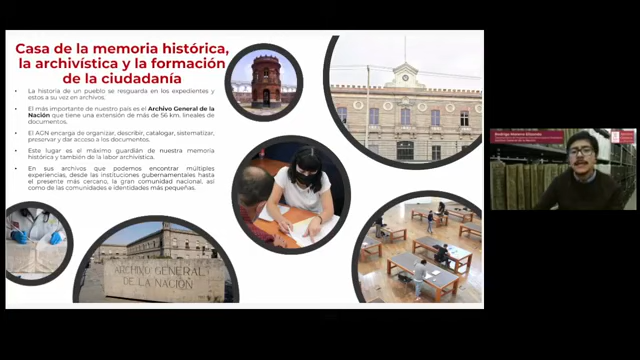 Casa de la memoria histórica,
la archivística y la formación
de la ciudadanía
• La historia de un pueblo se resguarda en los expedientes y
estos a su vez en archivos.
• El más importante de nuestro país es el Archivo General de la
Nación que tiene una extensión de más de 56 km. lineales de
documentos.
• El AGN encarga de organizar, describir, catalogar, sistematizar,
preservar y dar acceso a los documentos.
• Este lugar es el máximo guardián de nuestra memoria
histórica y también de la labor archivística.
• En sus archivos que podemos encontrar múltiples
experiencias, desde las instituciones gubernamentales hasta
el presente más cercano, la gran comunidad nacional, así
como de las comunidades e identidades más pequeñas.
ARCHIVO GENERAL
DE LA NACIÓN
Rodrigo Moreno